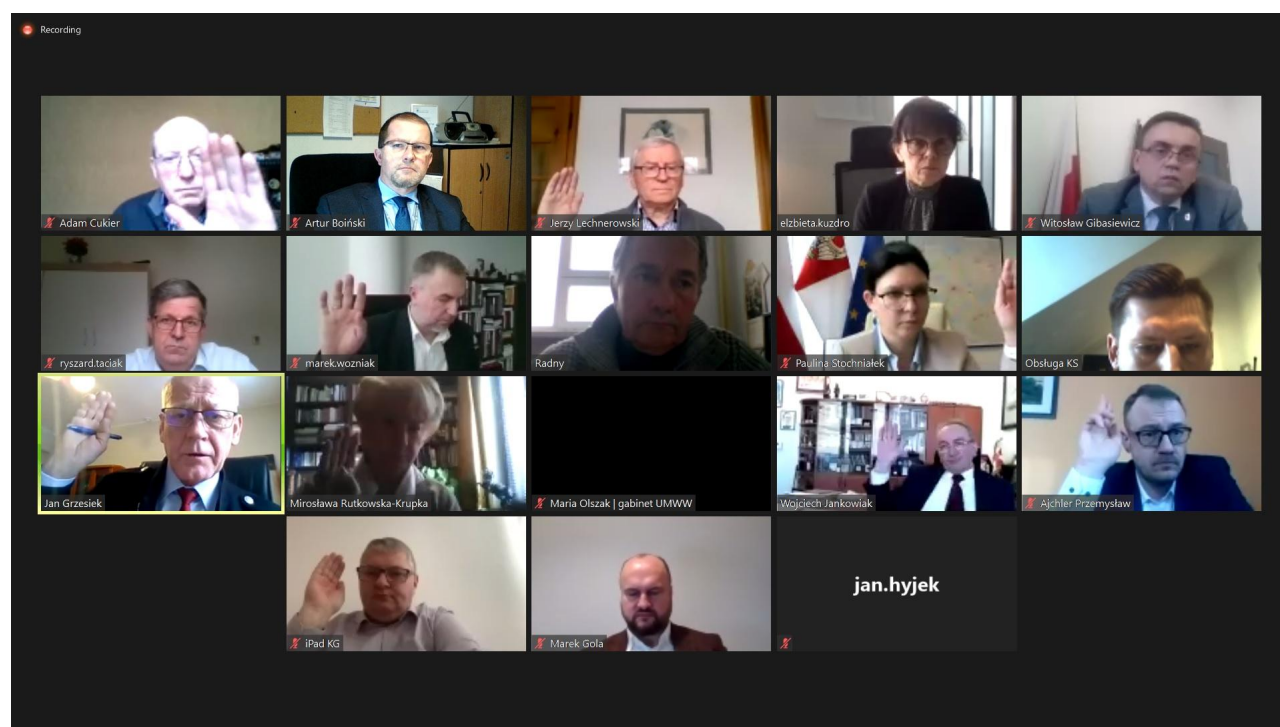 Recording
Adam Cukier
Artur Boiński
Jerzy Lechnerowski
elzbieta.kuzdro
Witosław Gibasiewicz
ryszard.taciak
marek.wozniak
Radny
Paulina Stochniałek
Obsługa KS
Jan Grzesiek
Mirosława Rutkowska-Krupka
Maria Olszak | gabinet UMWW
Wojciech Jankowiak
Ajchler Przemysław
iPad KG
Marek Gola
jan.hyjek